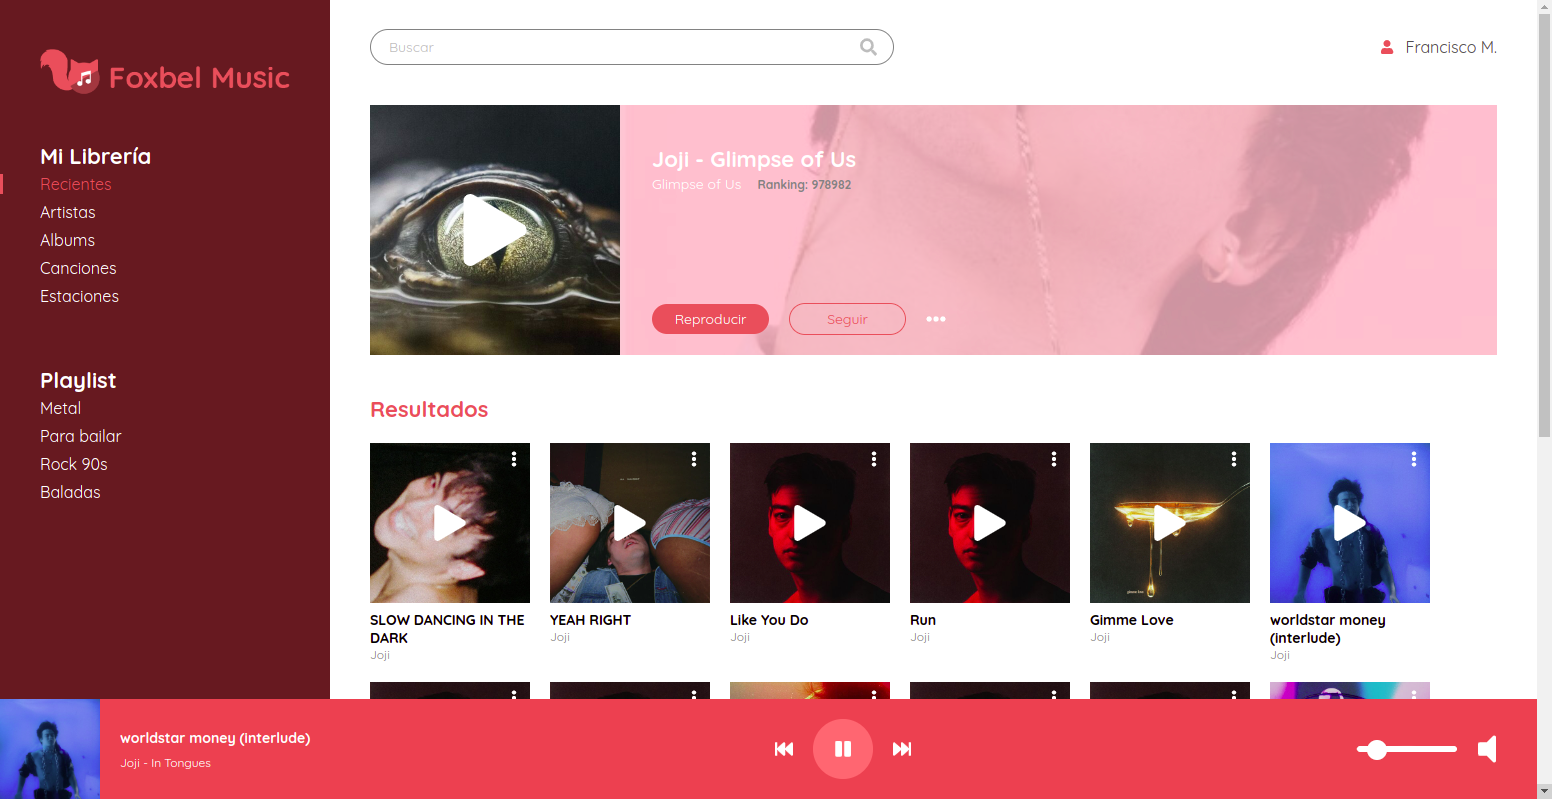 Foxbel Music
Mi Librería
Recientes
Artistas
Albums
Canciones
Estaciones
Playlist
Metal
Para bailar
Rock 90s
Baladas
Buscar
Francisco M.
Joji - Glimpse of Us
Glimpse of Us Ranking: 978982
Reproducir Seguir
Resultados
SLOW DANCING IN THE
DARK
Joji
YEAH RIGHT
Joji
Like You Do
Joji
Run
Joji
Gimme Love
Joji
worldstar money
(interlude)
Joji
worldstar money (interlude)
Joji - In Tongues